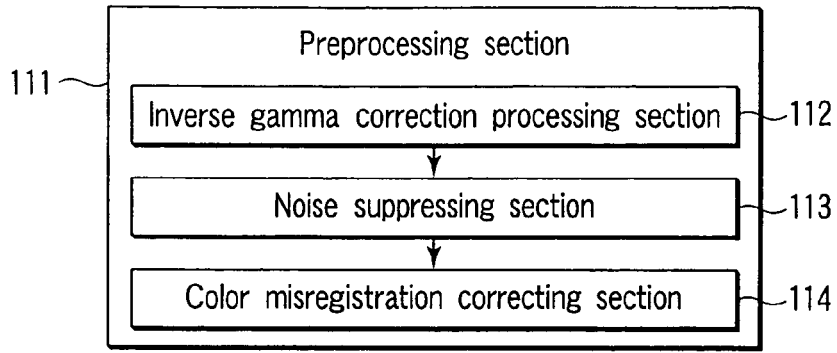 Preprocessing section
111
Inverse gamma correction processing section
112
Noise suppressing section
113
Color misregistration correcting section
114